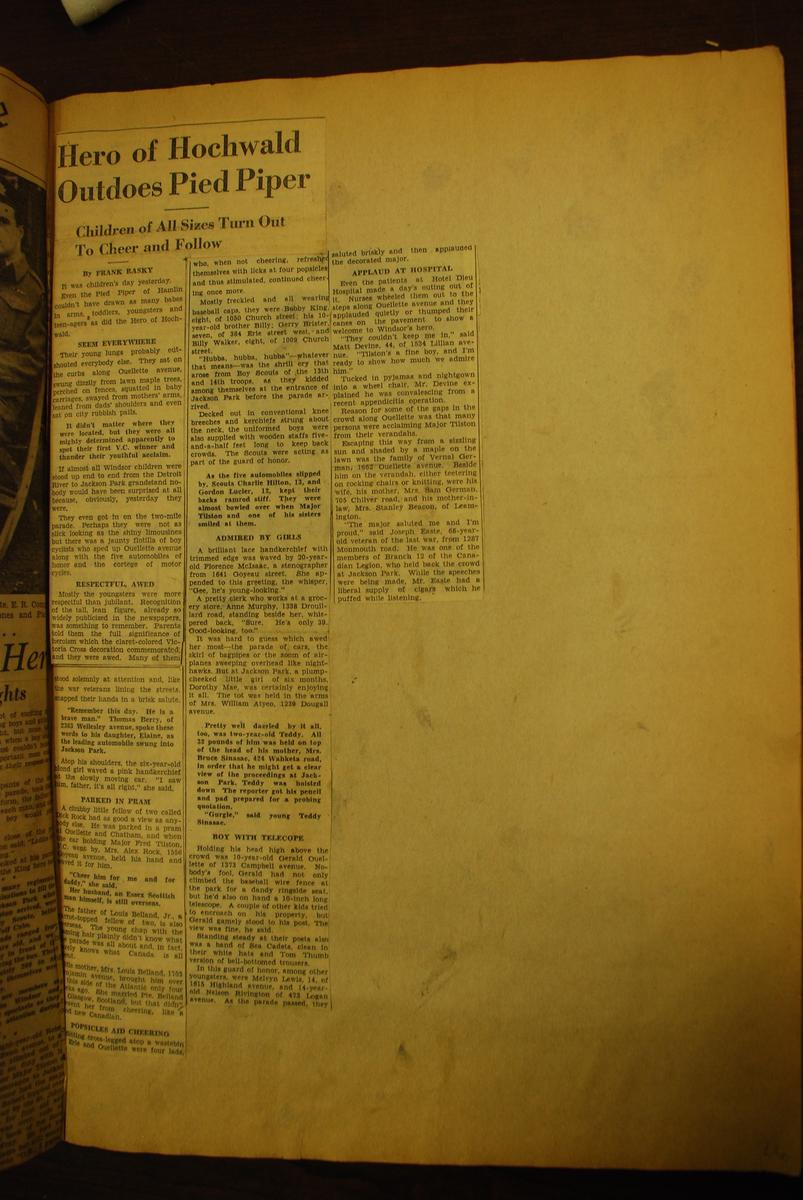 Hero of Hochwald
Outdoes Pied Piper
Children of All Sizes Turn Out
To Cheer and Follow
By FRANK RASKY
It was children's day yesterday.
Even the Pied Piper of Hamlin
couldn't have drawn as many babes
in arms, toddlers, youngsters and
teen-agers as did the Hero of Hoch-
wald.
SEEM EVERYWHERE
Their young lungs probably out-
shouted everybody else. They sat on
the curbs along Ouellette avenue,
swung dizzily from lawn maple trees,
perched on fences, squatted in baby
carriages, swayed from mothers' arms,
leaned from dads' shoulders and even
sat on city rubbish pails.
It didn't matter where they
were located, but they were all
mighty determined apparently to
spot their first V.C. winner and
thunder their youthful acclaim.
If almost all Windsor children were
stood up end to end from the Detroit
River to Jackson Park grandstand no-
body would have been surprised at all
because, obviously, yesterday they
were.
They even got in on the two-mile
parade. Perhaps they were not as
slick looking as the shiny limousines
but there was a jaunty flotilla of boy
cyclists who sped up Ouellette avenue
along with the five automobiles of
honor and the cortege of motor
cycles.
RESPECTFUL, AWED
Mostly the youngsters were more
respectful than jubilant. Recognition
of the tall, lean figure, already so
widely publicized in the newspapers,
was something to remember. Parents
told them the full significance of
heroism which the claret-colored Vic-
toria Cross decoration commemorated;
and they were awed. Many of them
stood solemnly at attention and, like
the war veterans lining the streets,
snapped their hands in a brisk salute.
"Remember this day. He is a
brave man." Thomas Berry, of
2363 Wellesley avenue, spoke these
words to his daughter, Elaine, as
the leading automobile swung into
Jackson Park.
Atop his shoulders, the six-year-old
blond girl waved a pink handkerchief
at the slowly moving car. "I saw
him, father, it's all right," she said.
PARKED IN PRAM
A chubby little fellow of two called
Dick Rock had as good a view as any-
body else. He was parked in a pram
at Ouellette and Chatham, and when
the car holding Major Fred Tilston,
V.C. went by, Mrs. Alex Rock, 1556
Goyeau avenue, held his hand and
waved it for him.
"Cheer him for me and for
daddy," she said.
Her husband, an Essex Scottish
man himself, is still overseas.
The father of Louis Belland, Jr., a
carrot-topped fellow of two, is also
overseas. The young chap with the
flaming hair plainly didn't know what
the parade was all about and, in fact,
barely knows what Canada is all
about.
His mother, Mrs. Louis Belland, 1703
Benjamin avenue, brought him over
this side of the Atlantic only four
weeks ago. She married Pte. Belland
in Glasgow, Scotland, but that didn't
prevent her from cheering, like a
good new Canadian.
POPSICLES AID CHEERING
Sitting cross-legged atop a wastebin
at Erie and Ouellette were four lads,
who, when not cheering, refreshed
themselves with licks at four popsicles
and thus stimulated, continued cheer-
ing once more.
Mostly freckled and all wearing
baseball caps, they were Bobby King,
eight, of 1050 Church street; his 10-
year-old brother Billy; Gerry Brister,
seven, of 384 Erie street west, and
Billy Walker, eight, of 1009 Church
street.
"Hubba, hubba, hubba"—whatever
that means—was the shrill cry that
arose from Boy Scouts of the 13th
and 14th troops, as they kidded
among themselves at the entrance of
Jackson Park before the parade ar-
rived.
Decked out in conventional knee
breeches and kerchiefs strung about
the neck, the uniformed boys were
also supplied with wooden staffs five-
and-a-half feet long to keep back
crowds. The Scouts were acting as
part of the guard of honor.
As the five automobiles slipped
by, Scouts Charlie Hilton, 13, and
Gordon Lucier, 12, kept their
backs ramrod stiff. They were
almost bowled over when Major
Tilston and one of his sisters
smiled at them.
ADMIRED BY GIRLS
A brilliant lace handkerchief with
trimmed edge was waved by 20-year-
old Florence McIsaac, a stenographer
from 1641 Goyeau street. She ap-
pended to this greeting, the whisper,
"Gee, he's young-looking."
A pretty clerk who works at a gro-
cery store, Anne Murphy, 1338 Drouil-
lard road, standing beside her, whis-
pered back, "Sure. He's only 39.
Good-looking, too."
It was hard to guess which awed
her most—the parade of cars, the
skirl of bagpipes or the zoom of air-
planes sweeping overhead like night-
hawks. But at Jackson Park, a plump-
cheeked little girl of six months,
Dorothy Mae, was certainly enjoying
it all. The tot was held in the arms
of Mrs. William Atyeo, 1239 Dougall
avenue.
Pretty well dazzled by it all,
too, was two-year-old Teddy. All
32 pounds of him was held on top
of the head of his mother, Mrs.
Bruce Sinasac, 424 Wahketa road,
in order that he might get a clear
view of the proceedings at Jack-
son Park. Teddy was hoisted
down The reporter got his pencil
and pad prepared for a probing
quotation.
"Gurgle," said young Teddy
Sinasac.
BOY WITH TELECOPE
Holding his head high above the
crowd was 10-year-old Gerald Ouel-
lette of 1373 Campbell avenue. No-
body's fool, Gerald had not only
climbed the baseball wire fence at
the park for a dandy ringside seat,
but he'd also on hand a 10-inch long
telescope. A couple of other kids tried
to encroach on his property, but
Gerald gamely stood to his post. The
view was fine, he said.
Standing steady at their posts also
was a band of Sea Cadets, clean in
their white hats and Tom Thumb
version of bell-bottomed trousers.
In this guard of honor, among other
youngsters, were Melvyn Lewis, 14, of
1615 Highland avenue, and 14-year-
old Nelson Rivington of 473 Logan
avenue. As the parade passed, they
saluted briskly and then applauded
the decorated major.
APPLAUD AT HOSPITAL
Even the patients at Hotel Dieu
Hospital made a day's outing out of
it. Nurses wheeled them out to the
steps along Ouellette avenue and they
applauded quietly or thumped their
canes on the pavement to show a
welcome to Windsor's hero.
"They couldn't keep me in," said
Matt Devine, 44, of 1534 Lillian ave-
nue. "Tilston's a fine boy, and I'm
ready to show how much we admire
him."
Tucked in pyjamas and nightgown
into a wheel chair, Mr. Devine ex-
plained he was convalescing from a
recent appendicitis operation.
Reason for some of the gaps in the
crowd along Ouellette was that many
persons were acclaiming Major Tilston
from their verandahs.
Escaping this way from a sizzling
sun and shaded by a maple on the
lawn was the family of Vernal Ger-
man, 1652 Ouellette avenue. Beside
him on the verandah, either teetering
on rocking chairs or knitting, were his
wife, his mother, Mrs. Sam German,
705 Chilver road, and his mother-in-
law, Mrs. Stanley Beacon, of Leam-
ington.
"The major saluted me and I'm
proud," said Joseph Easte, 66-year-
old veteran of the last war, from 1287
Monmouth road. He was one of the
members of Branch 12 of the Cana-
dian Legion, who held back the crowd
at Jackson Park. While the speeches
were being made, Mr. Easte had a
liberal supply of cigars which he
puffed while listening.